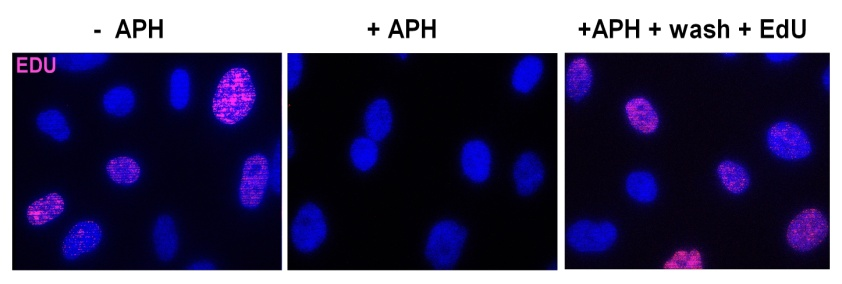 - APH
+ APH
+APH + wash + EdU
EDU